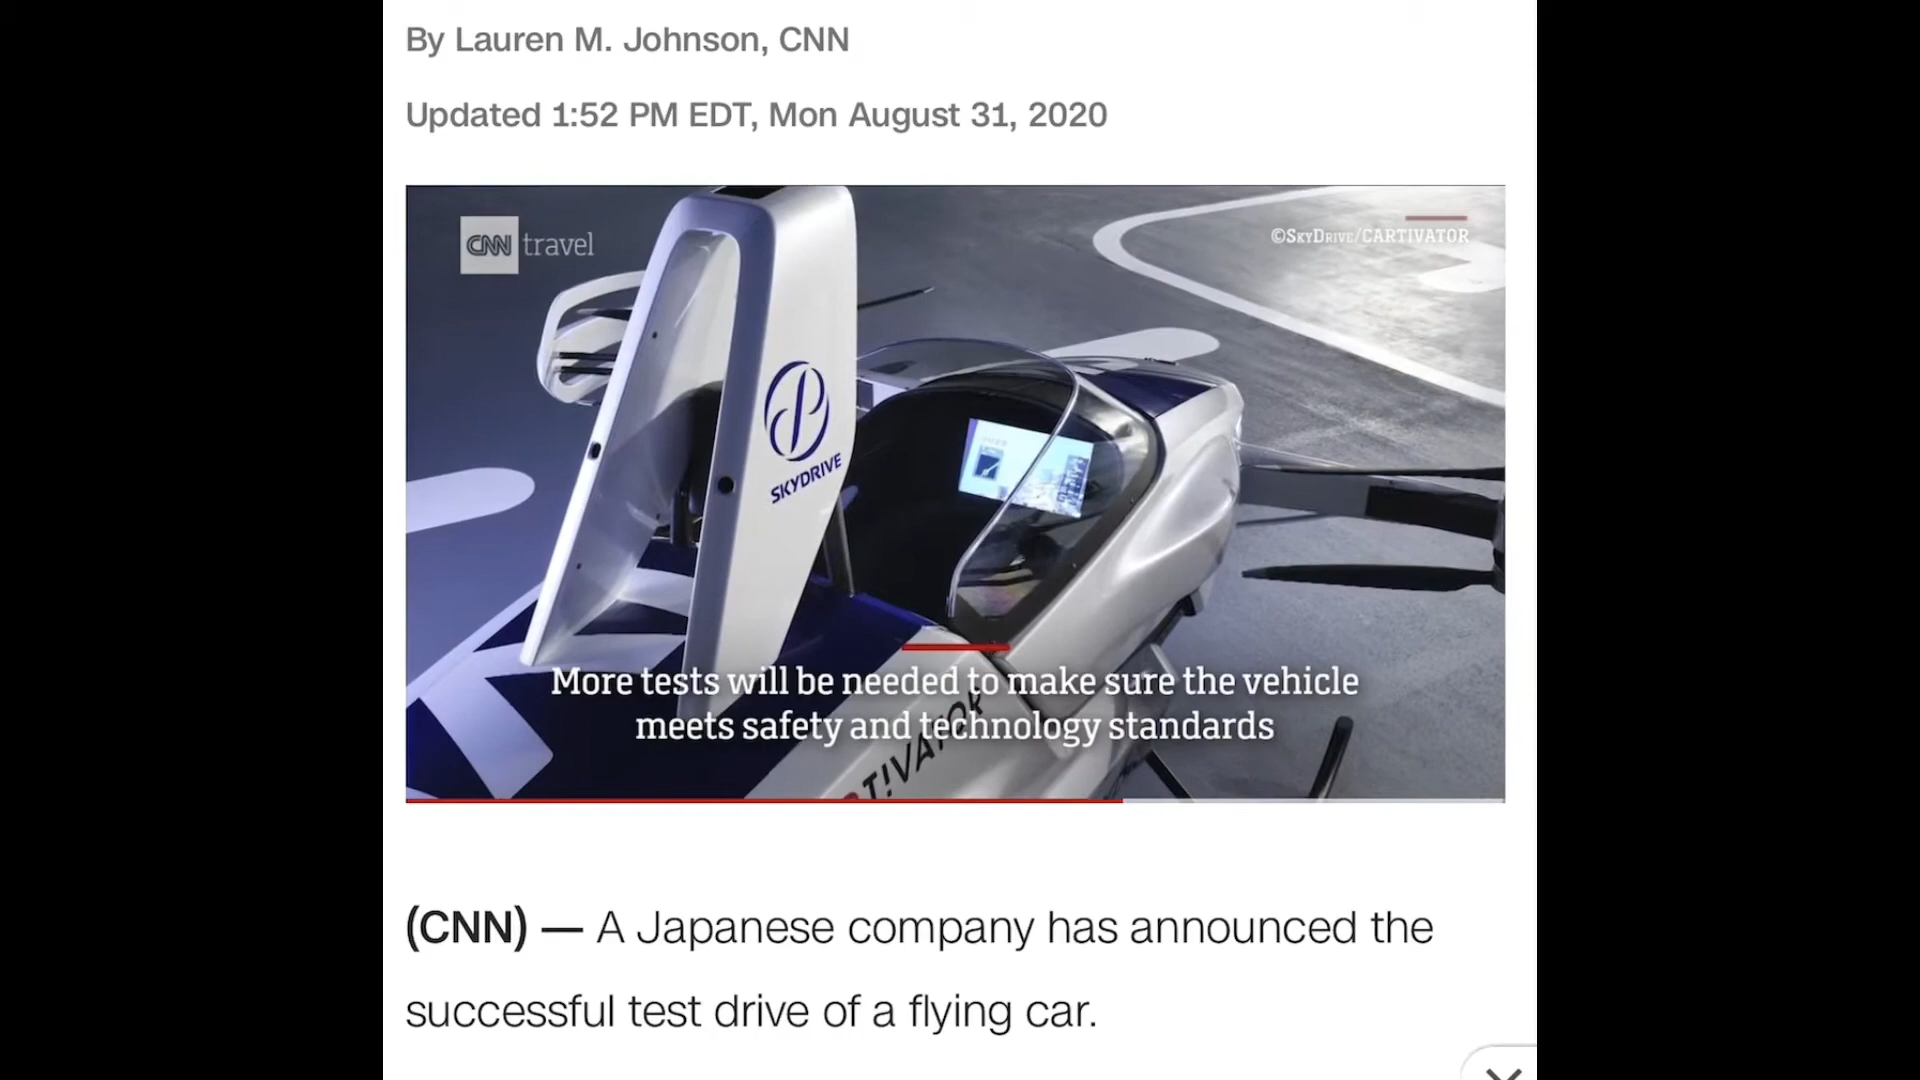 By Lauren M. Johnson, CNN
Updated 1:52 PM EDT, Mon August 31, 2020
CNN travel
©SkyDrive/CARTIVATOR
SKYDRIVE
More tests will be needed to make sure the vehicle
meets safety and technology standards
T!VATOR
(CNN) — A Japanese company has announced the
successful test drive of a flying car.